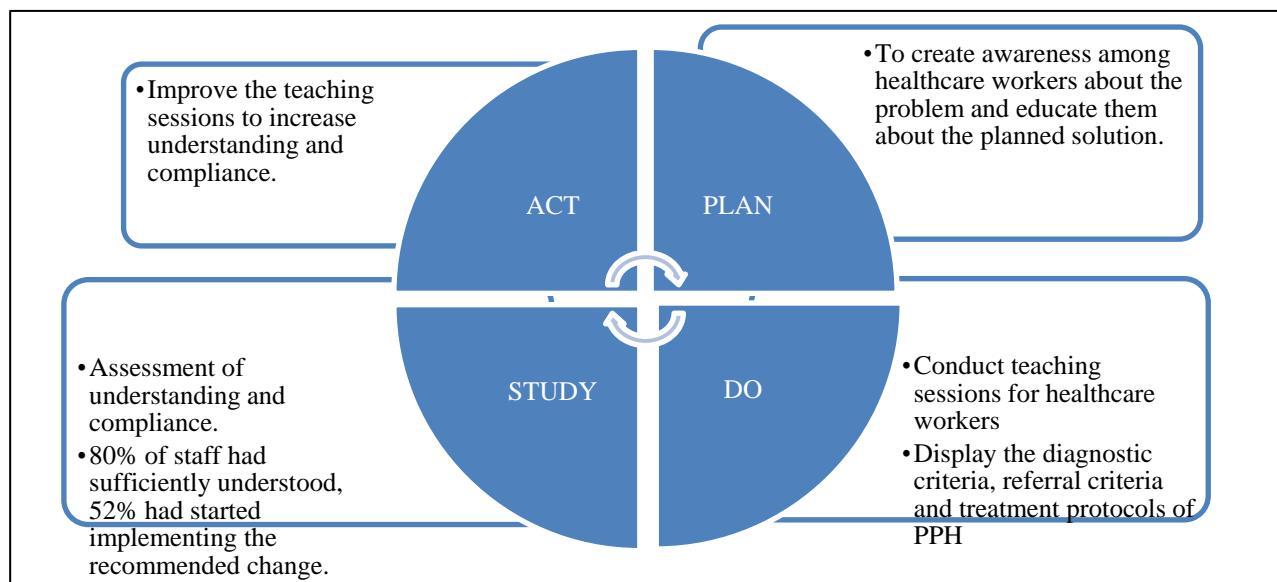 •Improve the teaching
sessions to increase
understanding and
compliance.
•To create awareness among
healthcare workers about the
problem and educate them
about the planned solution.
ACT
PLAN
STUDY
DO
•Assessment of
understanding and
compliance.
•80% of staff had
sufficiently understood,
52% had started
implementing the
recommended change.
•Conduct teaching
sessions for healthcare
workers
•Display the diagnostic
criteria, referral criteria
and treatment protocols of
PPH